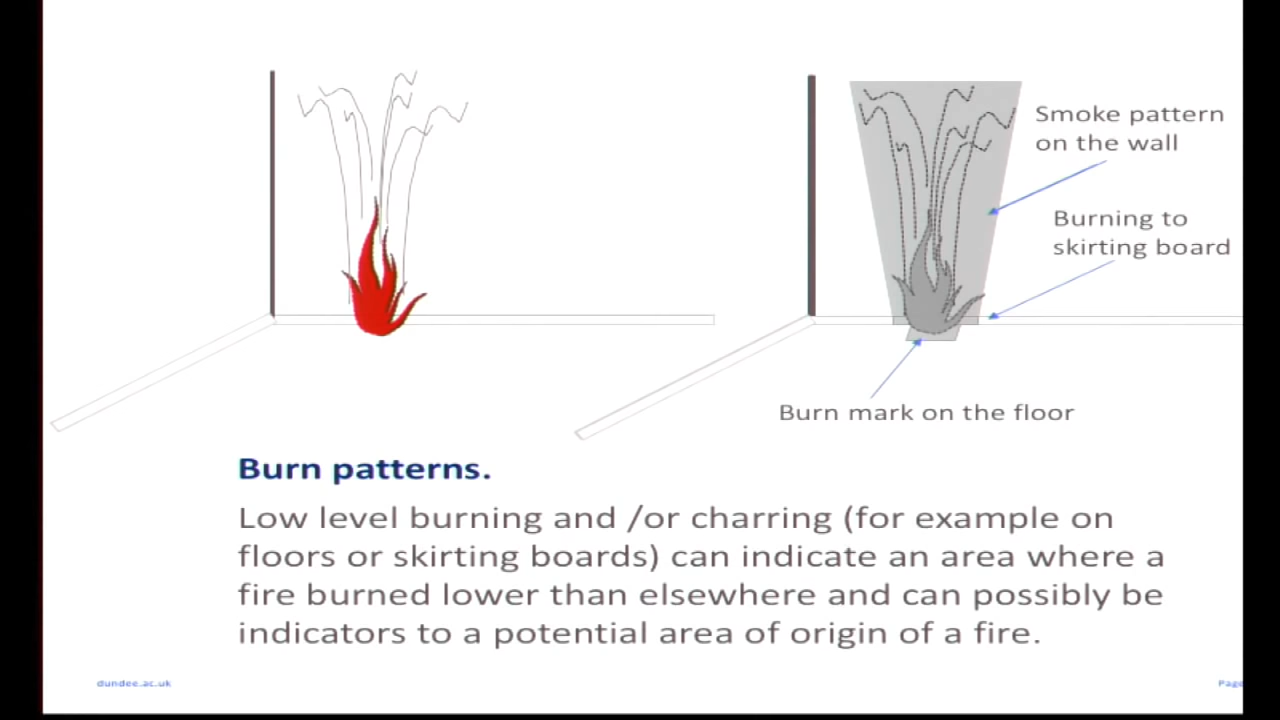 Smoke pattern
on the wall
Burning to
skirting board
Burn mark on the floor
Burn patterns.
Low level burning and /or charring (for example on
floors or skirting boards) can indicate an area where a
fire burned lower than elsewhere and can possibly be
indicators to a potential area of origin of a fire.
dundee.ac.uk
Page